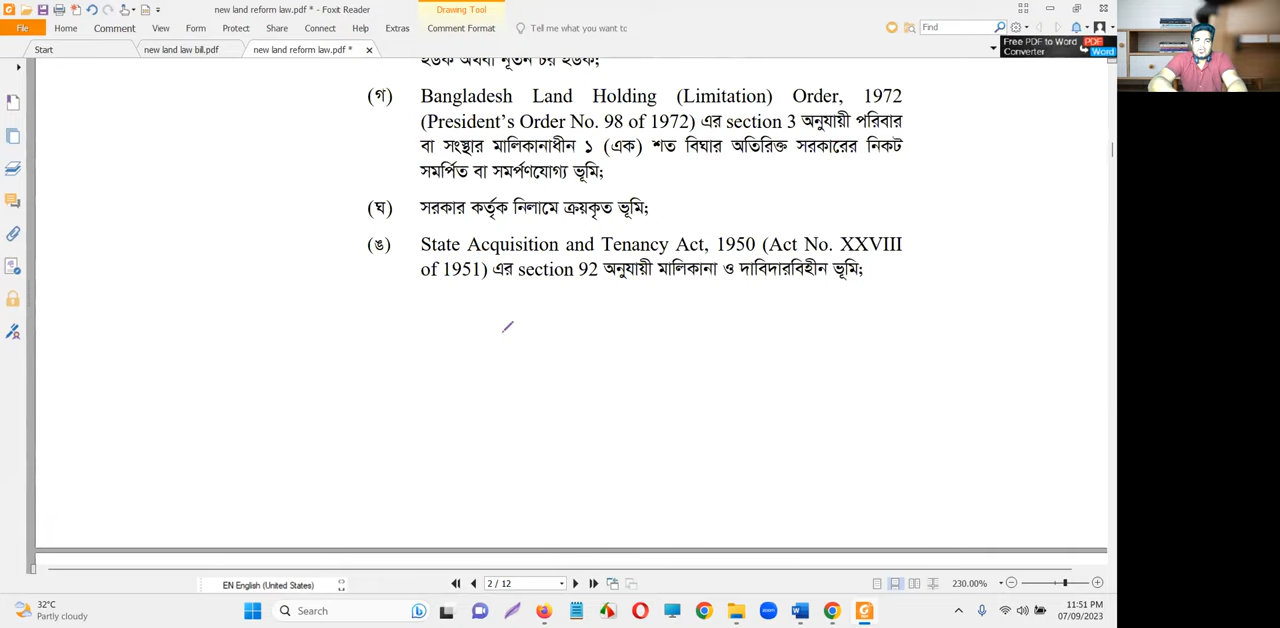 new land reform law.pdf * - Foxit Reader
Drawing Tool
File Home Comment View Form Protect Share Connect Help Extras Comment Format Tell me what you want to
Find
Start new land law bill.pdf new land reform law.pdf *
Free PDF to Word PDF
Converter Word
হউক অথবা নূতন চর হউক;
(গ) Bangladesh Land Holding (Limitation) Order, 1972
(President's Order No. 98 of 1972) এর section 3 অনুযায়ী পরিবার
বা সংস্থার মালিকানাধীন ১ (এক) শত বিঘার অতিরিক্ত সরকারের নিকট
সমর্পিত বা সমর্পণযোগ্য ভূমি;
(ঘ) সরকার কর্তৃক নিলামে ক্রয়কৃত ভূমি;
(ঙ) State Acquisition and Tenancy Act, 1950 (Act No. XXVIII
of 1951) এর section 92 অনুযায়ী মালিকানা ও দাবিদারবিহীন ভূমি;
EN English (United States)
2 / 12
230.00%
32°C
Partly cloudy
Search
11:51 PM
07/09/2023